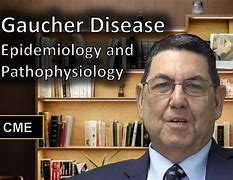 Gaucher Disease
Epidemiology and
Pathophysiology
CME